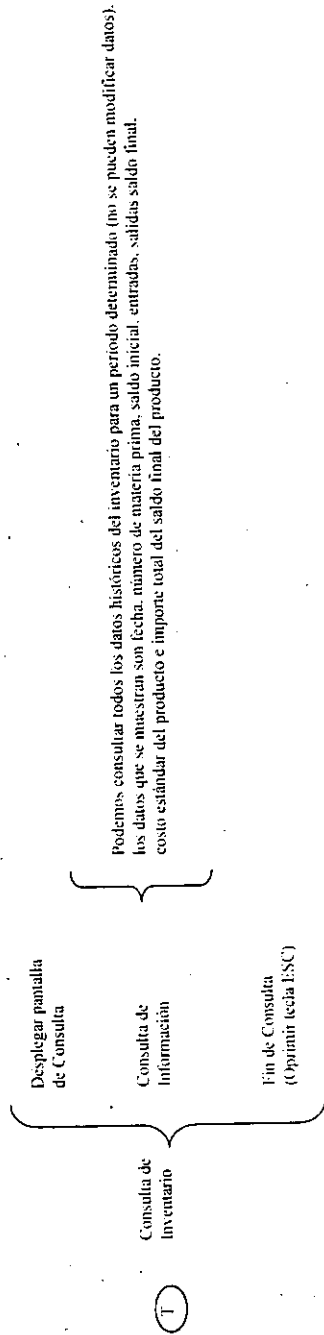 T
Consulta de
Inventario
Desplegar pantalla
de Consulta
Consulta de
Información
Fin de Consulta
(Oprimir tecla ESC)
Podemos consultar todos los datos históricos del inventario para un período determinado (no se pueden modificar datos).
los datos que se muestran son fecha, número de materia prima, saldo inicial, entradas, salidas saldo final.
costo estándar del producto e importe total del saldo final del producto.